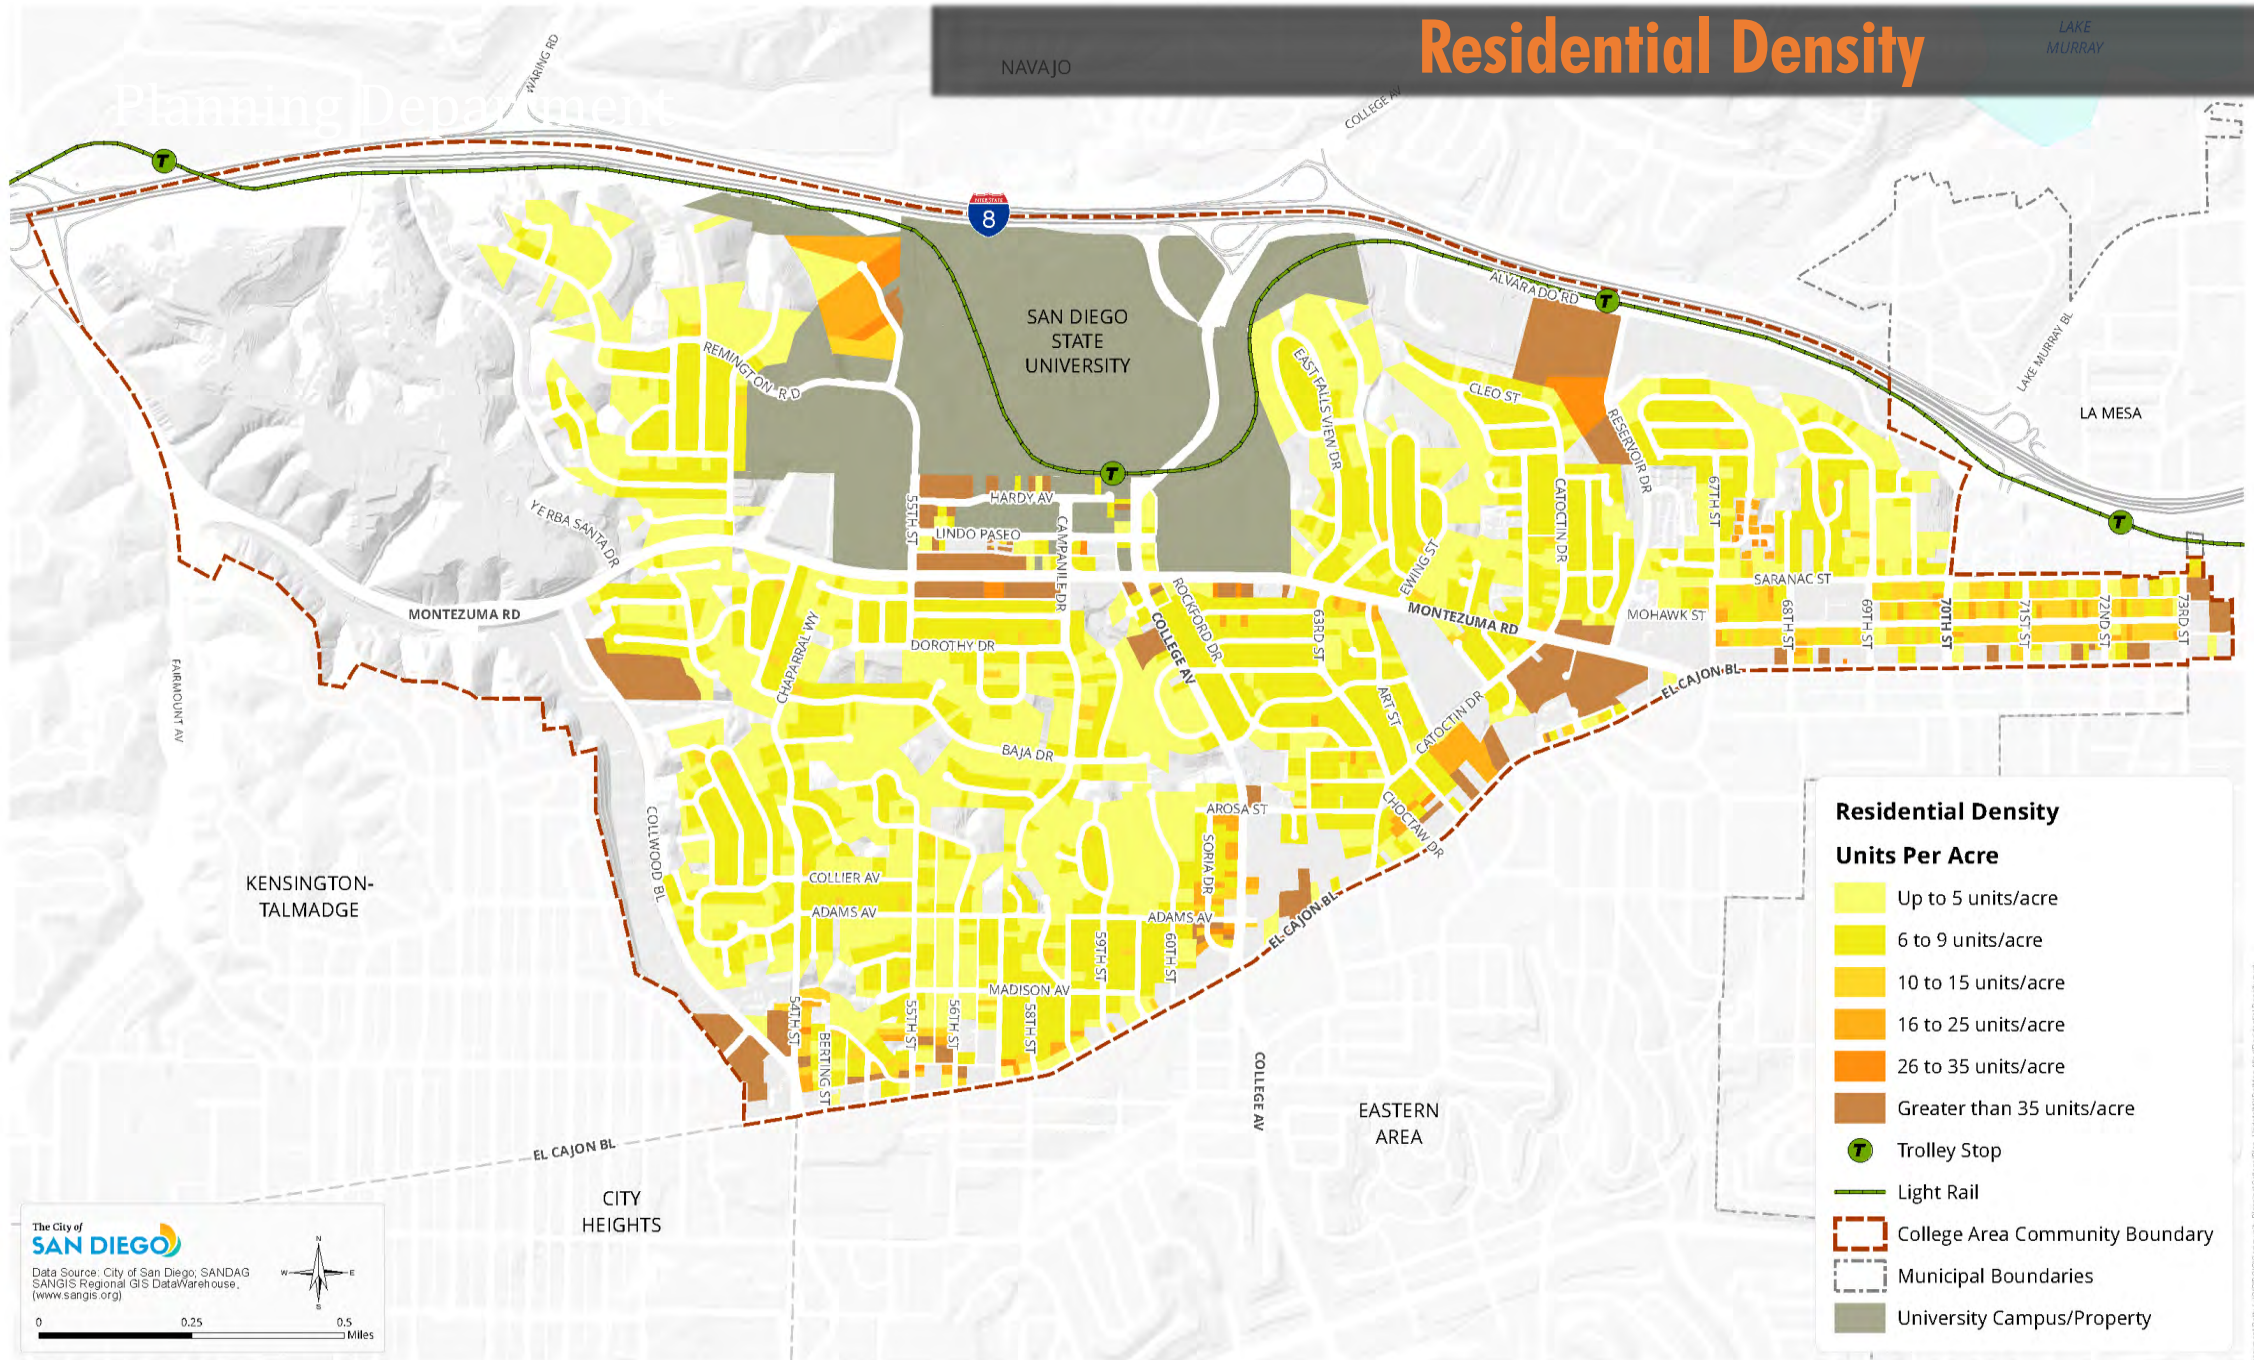 Residential Density
Planning Department
NAVAJO
LAKE
MURRAY
WARING RD
COLLEGE AV
INTERSTATE
8
T
SAN DIEGO
STATE
UNIVERSITY
ALVARADO RD
T
LAKE MURRAY BL
LA MESA
REMINGTON RD
EAST FALLS VIEW DR
CLEO ST
RESERVOIR DR
T
HARDY AV
55TH ST
LINDO PASEO
CAMPANILE DR
YERBA SANTA DR
CATOCTIN DR
67TH ST
T
EWING ST
SARANAC ST
MONTEZUMA RD
MONTEZUMA RD
MOHAWK ST
ROCKFORD DR
COLLEGE AV
63RD ST
68TH ST
69TH ST
70TH ST
71ST ST
72ND ST
73RD ST
CHAPARRAL WY
DOROTHY DR
EL CAJON BL
FAIRMOUNT AV
ART ST
CATOCTIN DR
BAJA DR
AROSA ST
CHOCTAW DR
COLLWOOD BL
SORIA DR
KENSINGTON-
TALMADGE
COLLIER AV
ADAMS AV
ADAMS AV
EL CAJON BL
59TH ST
60TH ST
MADISON AV
54TH ST
55TH ST
56TH ST
58TH ST
BERTING ST
COLLEGE AV
EASTERN
AREA
EL CAJON BL
CITY
HEIGHTS
Residential Density
Units Per Acre
Up to 5 units/acre
6 to 9 units/acre
10 to 15 units/acre
16 to 25 units/acre
26 to 35 units/acre
Greater than 35 units/acre
T Trolley Stop
Light Rail
College Area Community Boundary
Municipal Boundaries
University Campus/Property
The City of
SAN DIEGO
Data Source: City of San Diego; SANDAG
SANGIS Regional GIS DataWarehouse,
(www.sangis.org)
N
W E
S
0 0.25 0.5
Miles